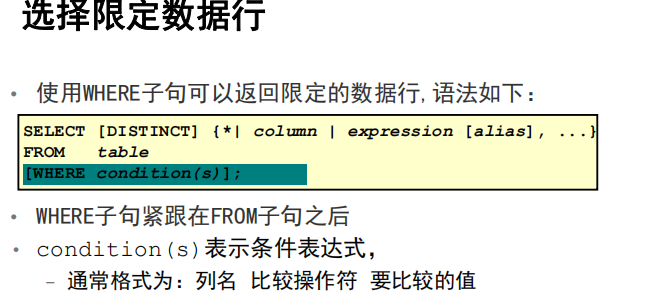 选择限定数据行
• 使用WHERE子句可以返回限定的数据行,语法如下:
SELECT [DISTINCT] {*| column | expression [alias], ...}
FROM table
[WHERE condition(s)];
• WHERE子句紧跟在FROM子句之后
• condition(s)表示条件表达式,
– 通常格式为: 列名 比较操作符 要比较的值